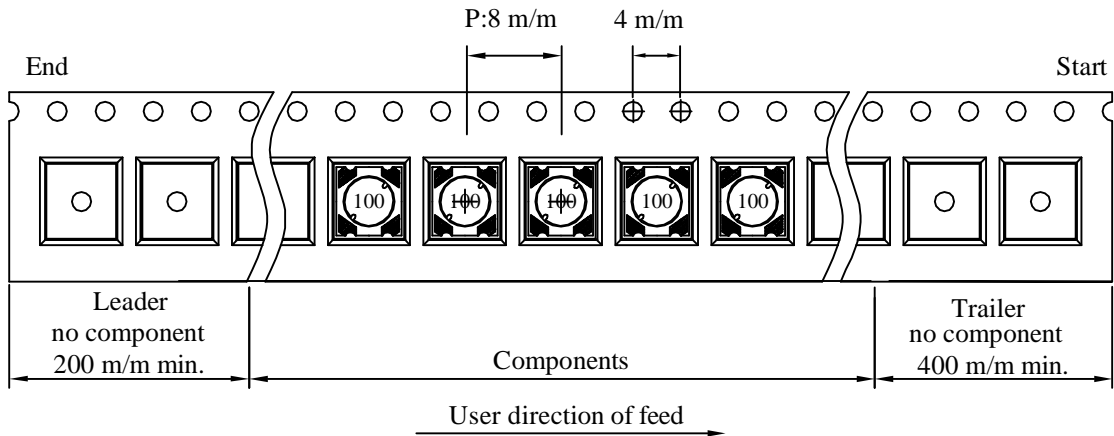 P:8 m/m
4 m/m
End
Start
100
100
100
100
100
Leader
no component
200 m/m min.
Components
Trailer
no component
400 m/m min.
User direction of feed